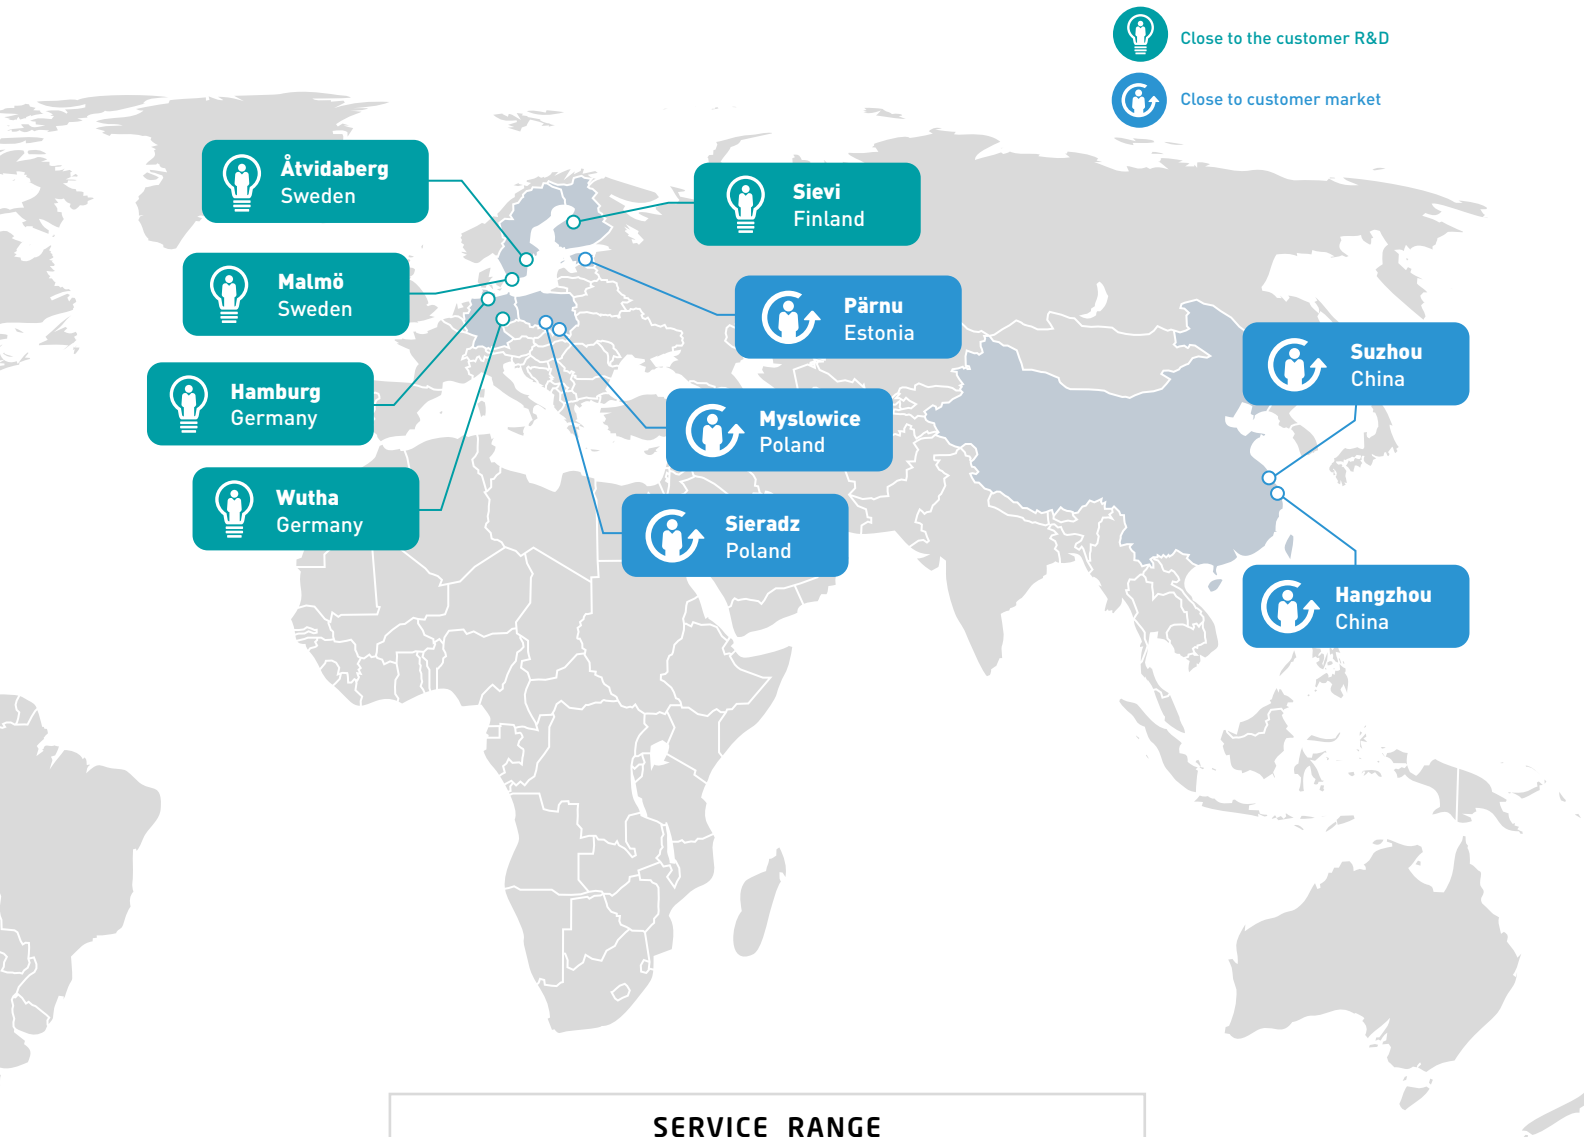 Close to the customer R&D
Close to customer market
Åtvidaberg
Sweden
Sievi
Finland
Malmö
Sweden
Pärnu
Estonia
Suzhou
China
Hamburg
Germany
Myslowice
Poland
Wutha
Germany
Sieradz
Poland
Hangzhou
China
SERVICE RANGE